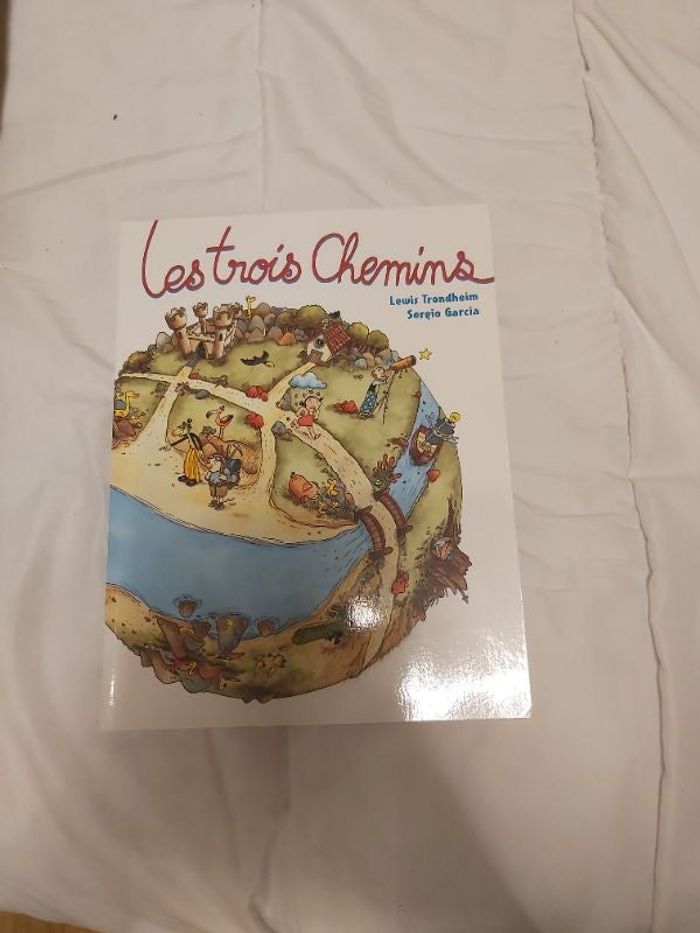 Les trois Chemins
Lewis Trondheim
Sergio Garcia